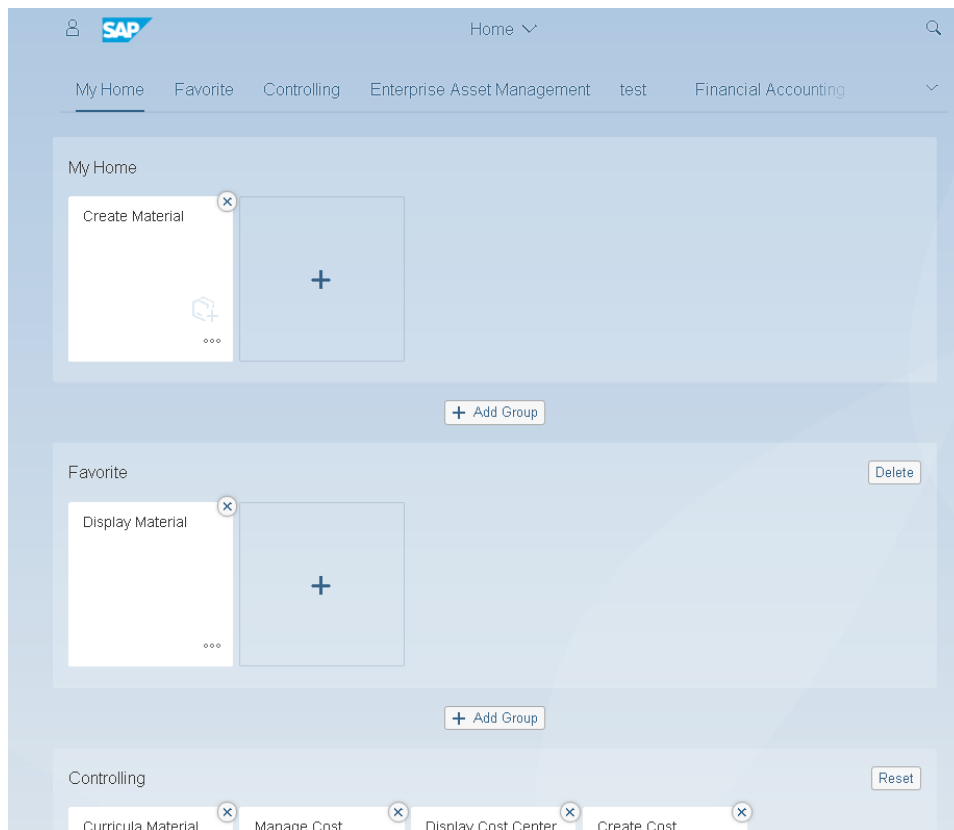 SAP
Home
My Home Favorite Controlling Enterprise Asset Management test Financial Accounting
My Home
Create Material
+ Add Group
Favorite
Delete
Display Material
+ Add Group
Controlling
Reset
Curricula Material Manage Cost Display Cost Center Create Cost